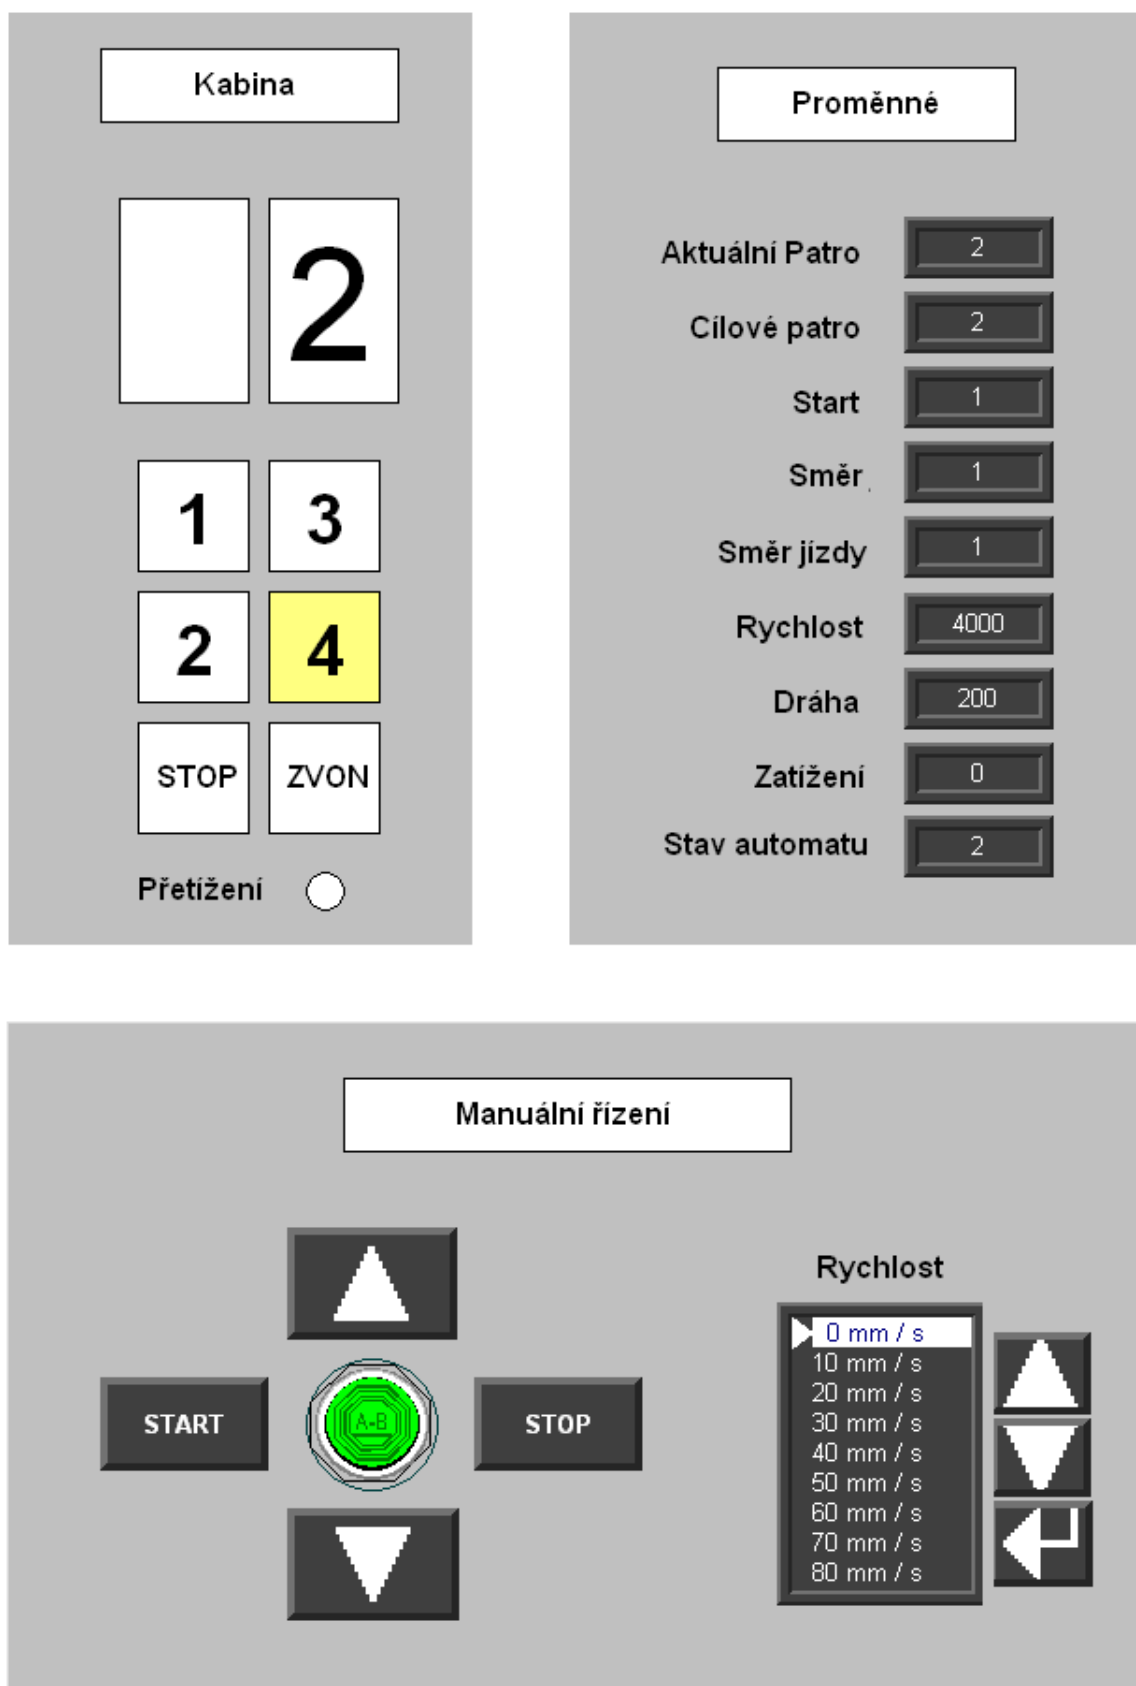 Kabina
2
1 3
2 4
STOP ZVON
Přetížení
Proměnné
Aktuální Patro 2
Cílové patro 2
Start 1
Směr 1
Směr jízdy 1
Rychlost 4000
Dráha 200
Zatížení 0
Stav automatu 2
Manuální řízení
START
A-B
STOP
Rychlost
0 mm / s
10 mm / s
20 mm / s
30 mm / s
40 mm / s
50 mm / s
60 mm / s
70 mm / s
80 mm / s